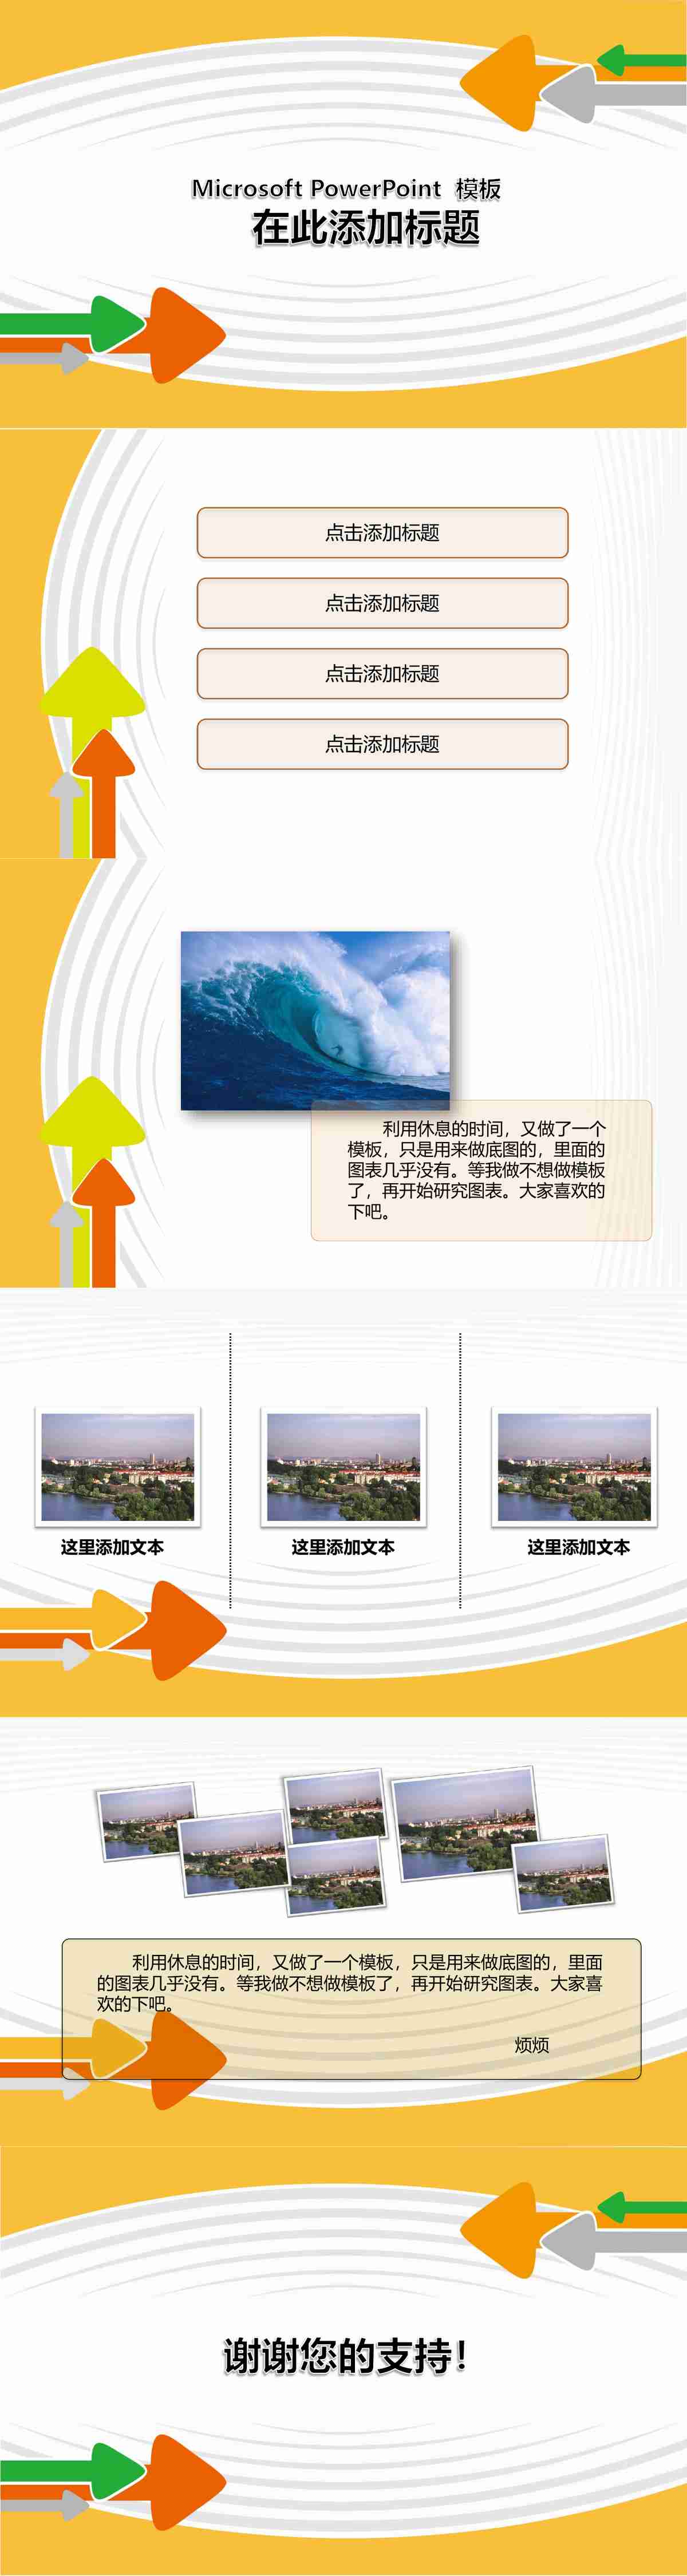 Microsoft PowerPoint 模板
在此添加标题
点击添加标题
点击添加标题
点击添加标题
点击添加标题
利用休息的时间，又做了一个
模板，只是用来做底图的，里面的
图表几乎没有。等我做不想做模板
了，再开始研究图表。大家喜欢的
下吧。
这里添加文本
这里添加文本
这里添加文本
利用休息的时间，又做了一个模板，只是用来做底图的，里面
的图表几乎没有。等我做不想做模板了，再开始研究图表。大家喜
欢的下吧。
烦烦
谢谢您的支持！